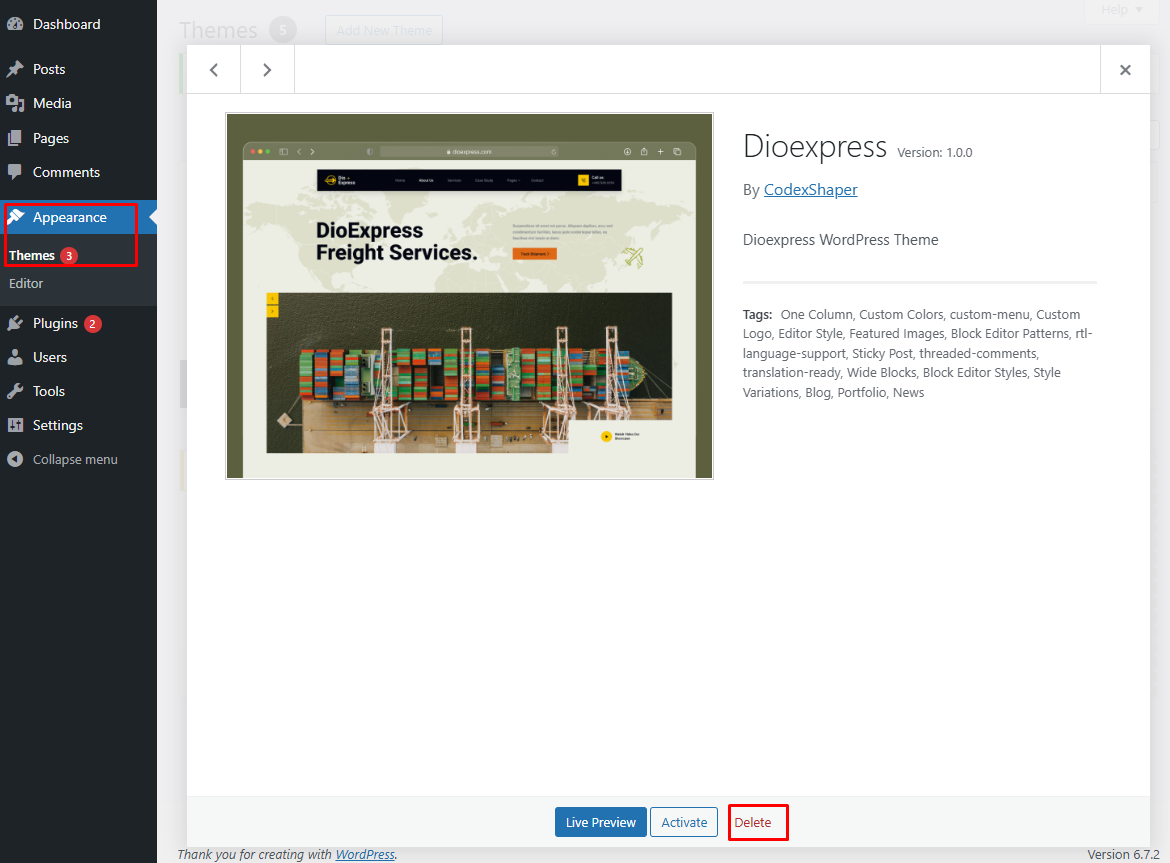 Dashboard
Posts
Media
Pages
Comments
Appearance
Themes 3
Editor
Plugins 2
Users
Tools
Settings
Collapse menu
Themes 5 Add New Theme
Help
dioexpress.com
Dio
Express
Home About Us Services Case Study Pages Contact
Call us
DioExpress
Freight Services.
Track Shipment
Dioexpress Version: 1.0.0
By CodexShaper
Dioexpress WordPress Theme
Tags: One Column, Custom Colors, custom-menu, Custom
Logo, Editor Style, Featured Images, Block Editor Patterns, rtl-
language-support, Sticky Post, threaded-comments,
translation-ready, Wide Blocks, Block Editor Styles, Style
Variations, Blog, Portfolio, News
Live Preview Activate Delete
Thank you for creating with WordPress.
Version 6.7.2